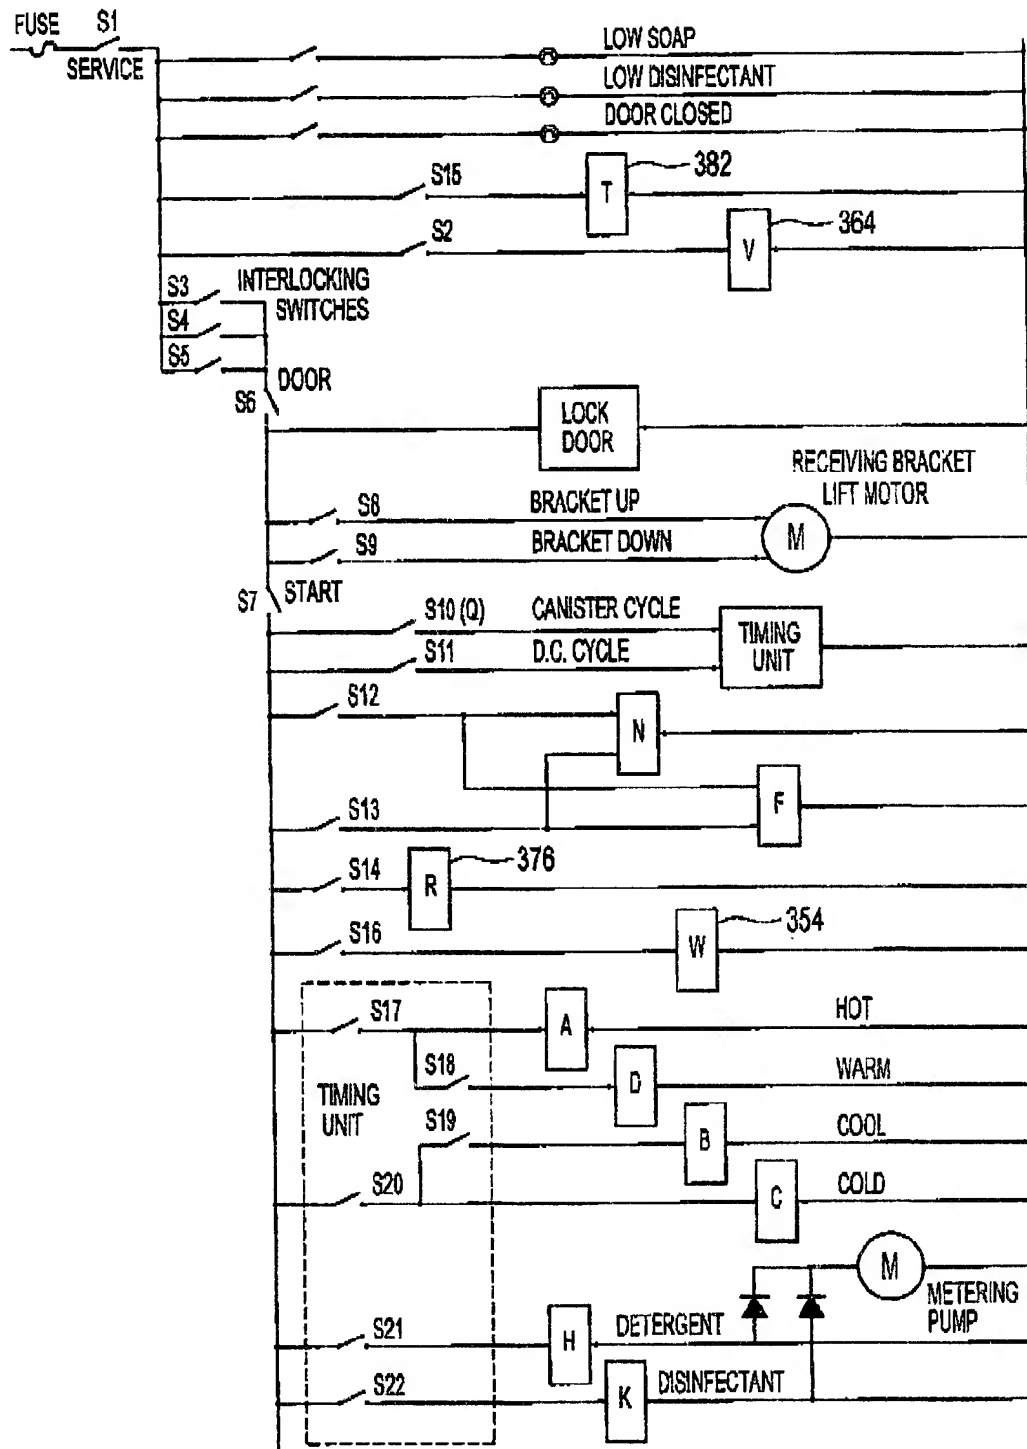 FUSE S1
SERVICE
LOW SOAP
LOW DISINFECTANT
DOOR CLOSED
S15 T 382
S2 V 364
S3 INTERLOCKING
SWITCHES
S4
S5
DOOR
S6
LOCK
DOOR
RECEIVING BRACKET
LIFT MOTOR
S8 BRACKET UP
M
S9 BRACKET DOWN
S7 START
S10 (Q) CANISTER CYCLE
TIMING
UNIT
S11 D.C. CYCLE
S12
N
F
S13
S14 R 376
S16 W 354
S17 A HOT
S18 D WARM
TIMING
UNIT
S19 B COOL
S20 C COLD
M
METERING
PUMP
S21 H DETERGENT
S22 K DISINFECTANT